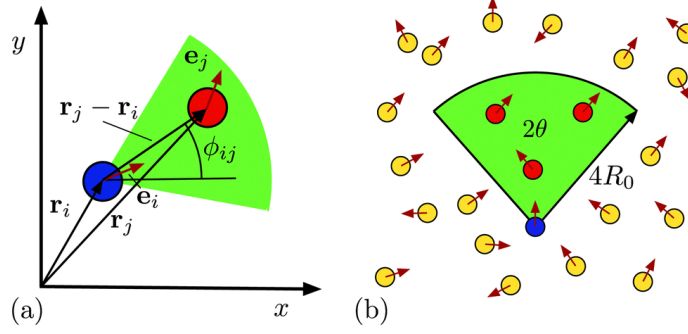 y
e_j
r_j − r_i
ϕ_ij
r_i
e_i
r_j
(a)
x
2θ
4R_0
(b)